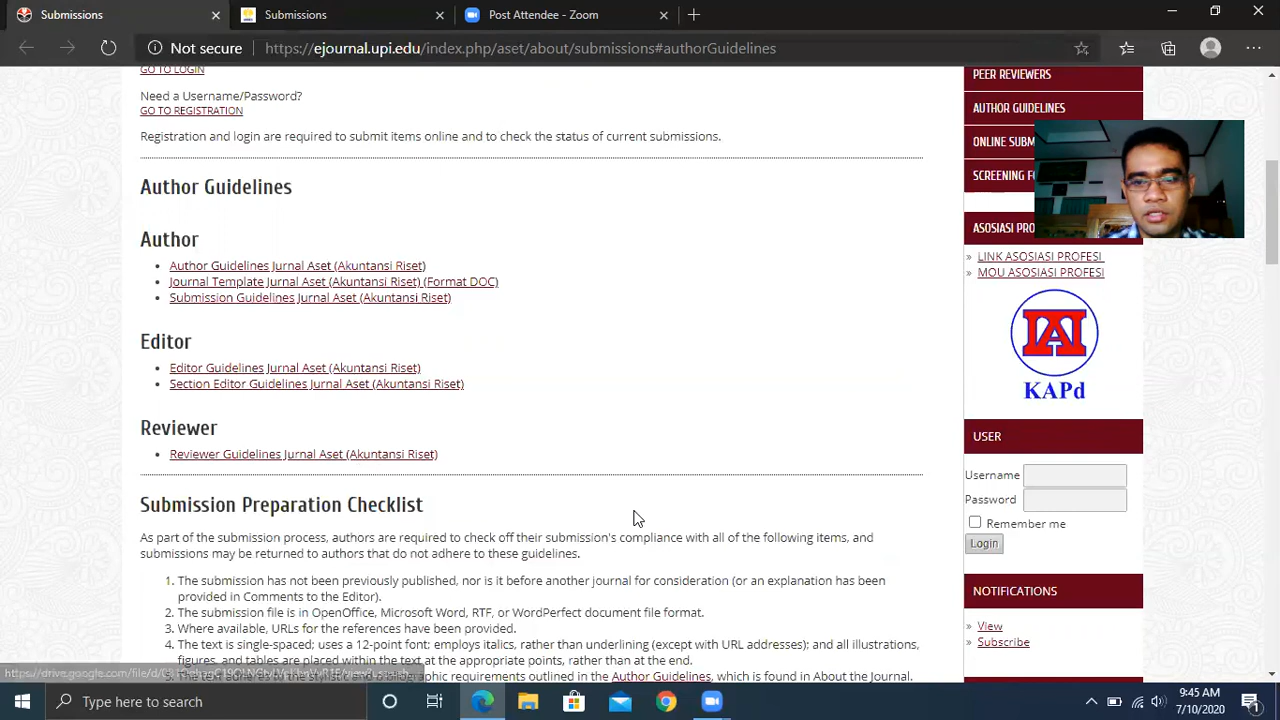 Submissions
Submissions
Post Attendee - Zoom
Not secure
https://ejournal.upi.edu/index.php/aset/about/submissions#authorGuidelines
GO TO LOGIN
Need a Username/Password?
GO TO REGISTRATION
Registration and login are required to submit items online and to check the status of current submissions.
Author Guidelines
Author
• Author Guidelines Jurnal Aset (Akuntansi Riset)
• Journal Template Jurnal Aset (Akuntansi Riset) (Format DOC)
• Submission Guidelines Jurnal Aset (Akuntansi Riset)
Editor
• Editor Guidelines Jurnal Aset (Akuntansi Riset)
• Section Editor Guidelines Jurnal Aset (Akuntansi Riset)
Reviewer
• Reviewer Guidelines Jurnal Aset (Akuntansi Riset)
Submission Preparation Checklist
As part of the submission process, authors are required to check off their submission's compliance with all of the following items, and
submissions may be returned to authors that do not adhere to these guidelines.
1. The submission has not been previously published, nor is it before another journal for consideration (or an explanation has been
provided in Comments to the Editor).
2. The submission file is in OpenOffice, Microsoft Word, RTF, or WordPerfect document file format.
3. Where available, URLs for the references have been provided.
4. The text is single-spaced; uses a 12-point font; employs italics, rather than underlining (except with URL addresses); and all illustrations,
figures, and tables are placed within the text at the appropriate points, rather than at the end.
requirements outlined in the Author Guidelines, which is found in About the Journal.
PEER REVIEWERS
AUTHOR GUIDELINES
ONLINE SUBM
SCREENING FO
ASOSIASI PRO
» LINK ASOSIASI PROFESI
» MOU ASOSIASI PROFESI
IAI
KAPd
USER
Username
Password
Remember me
Login
NOTIFICATIONS
» View
» Subscribe
Type here to search
9:45 AM
7/10/2020
1